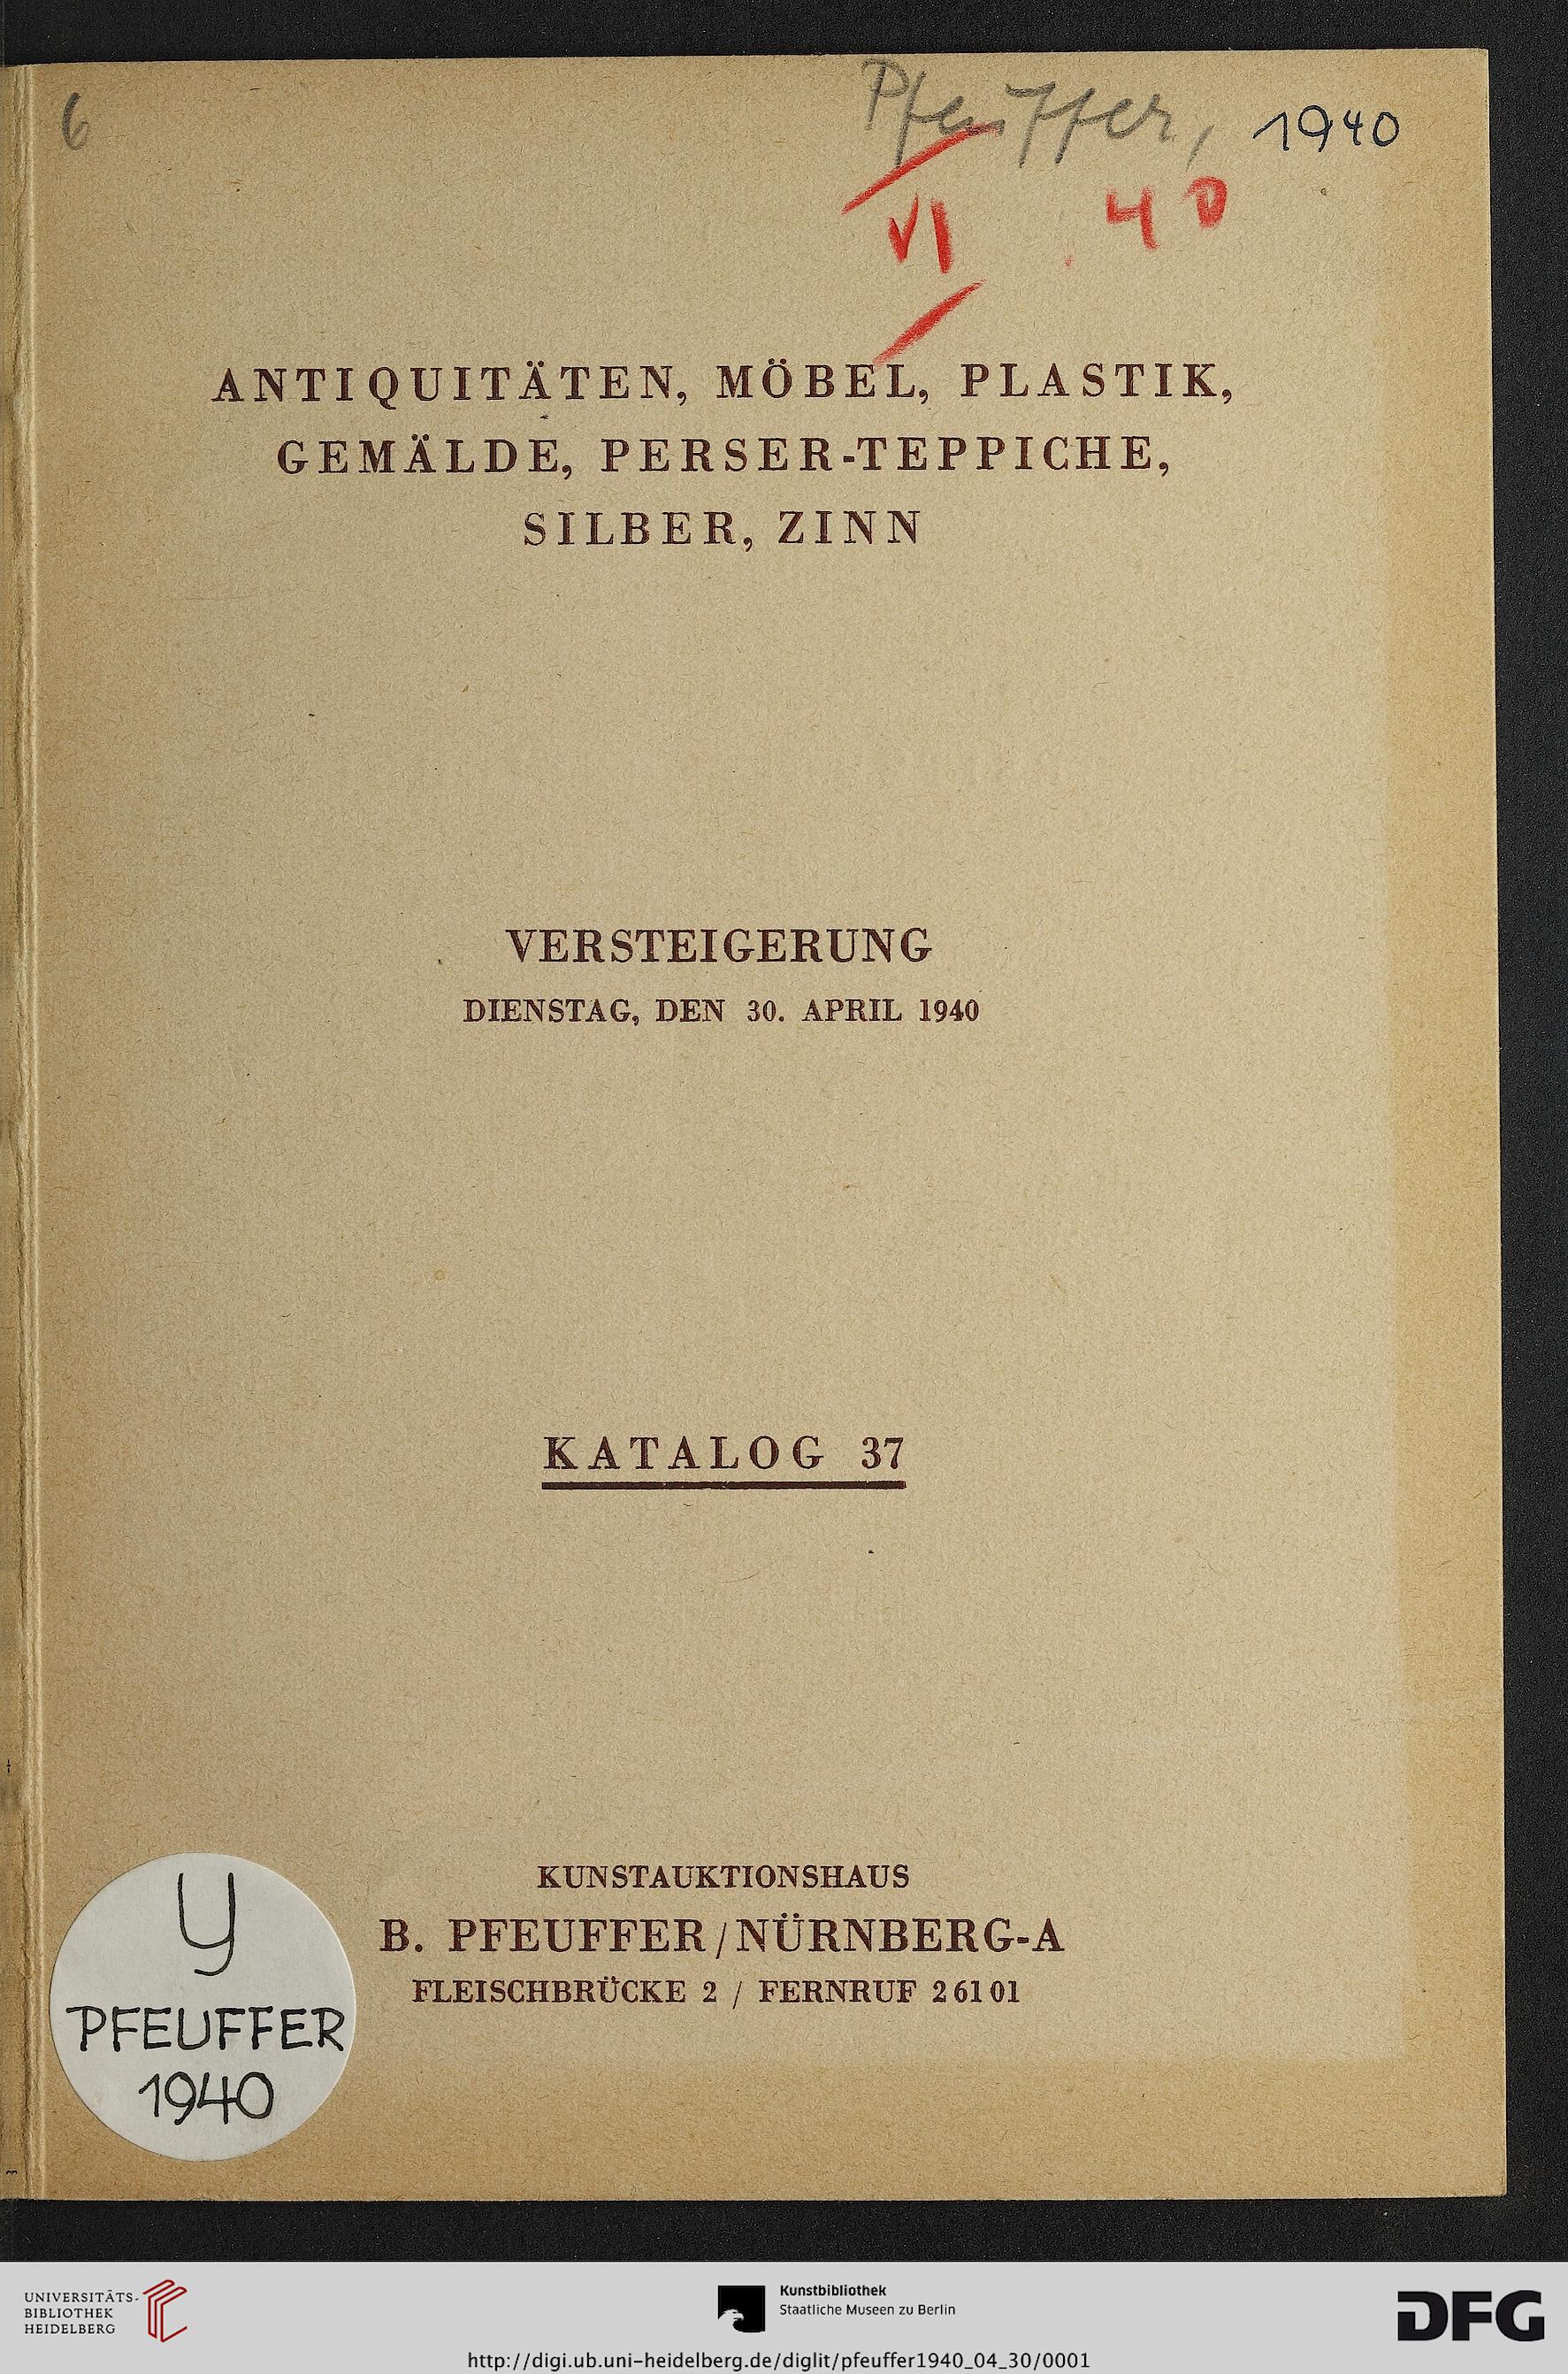 6
Pfeuffer, 1940
VI 40
ANTIQUITÄTEN, MÖBEL, PLASTIK,
GEMÄLDE, PERSER-TEPPICHE,
SILBER, ZINN
VERSTEIGERUNG
DIENSTAG, DEN 30. APRIL 1940
KATALOG 37
KUNSTAUKTIONSHAUS
B. PFEUFFER/NÜRNBERG-A
FLEISCHBRÜCKE 2 / FERNRUF 26101
y
PFEUFFER
1940
UNIVERSITÄTS-
BIBLIOTHEK
HEIDELBERG
Kunstbibliothek
Staatliche Museen zu Berlin
DFG
http://digi.ub.uni-heidelberg.de/diglit/pfeuffer1940_04_30/0001